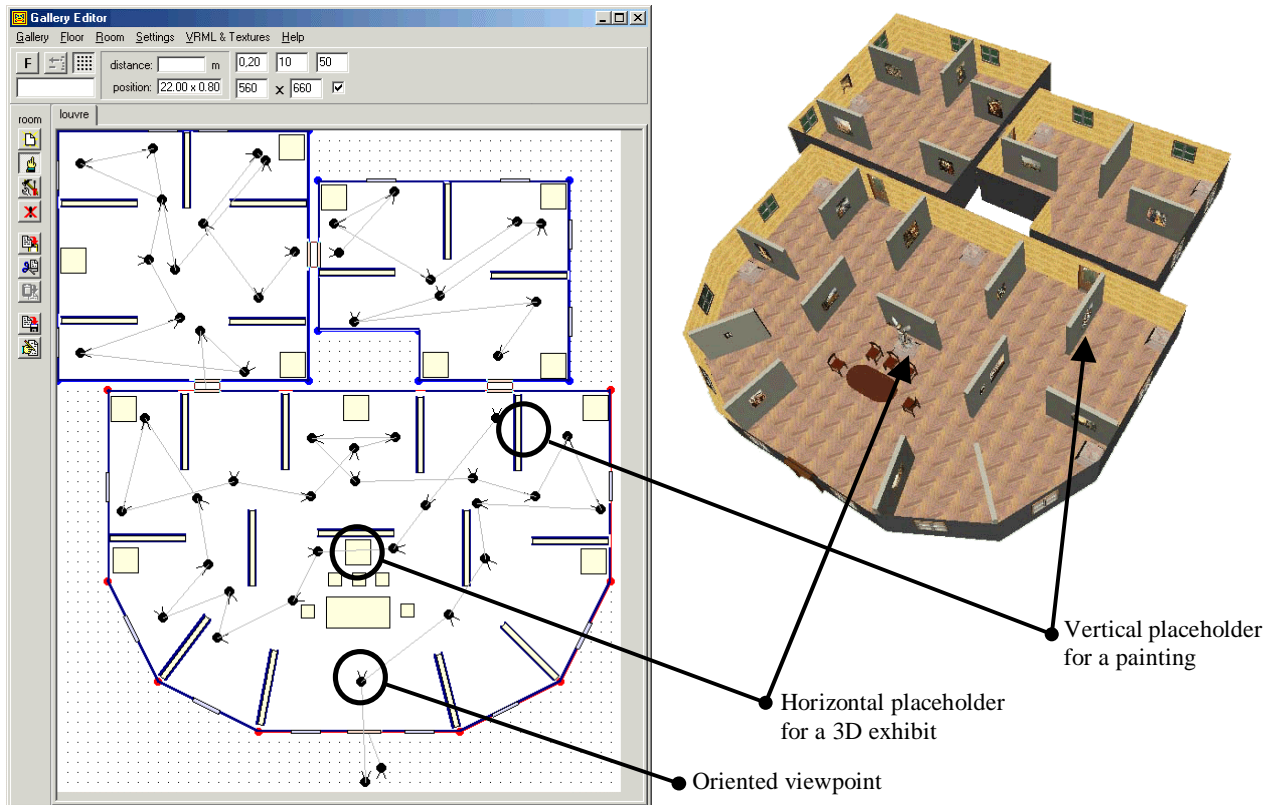 Gallery Editor
Gallery Floor Room Settings VRML & Textures Help
F distance: m 0,20 10 50
position: 22.00 x 0.80 560 x 660
room louvre
Vertical placeholder
for a painting
Horizontal placeholder
for a 3D exhibit
Oriented viewpoint